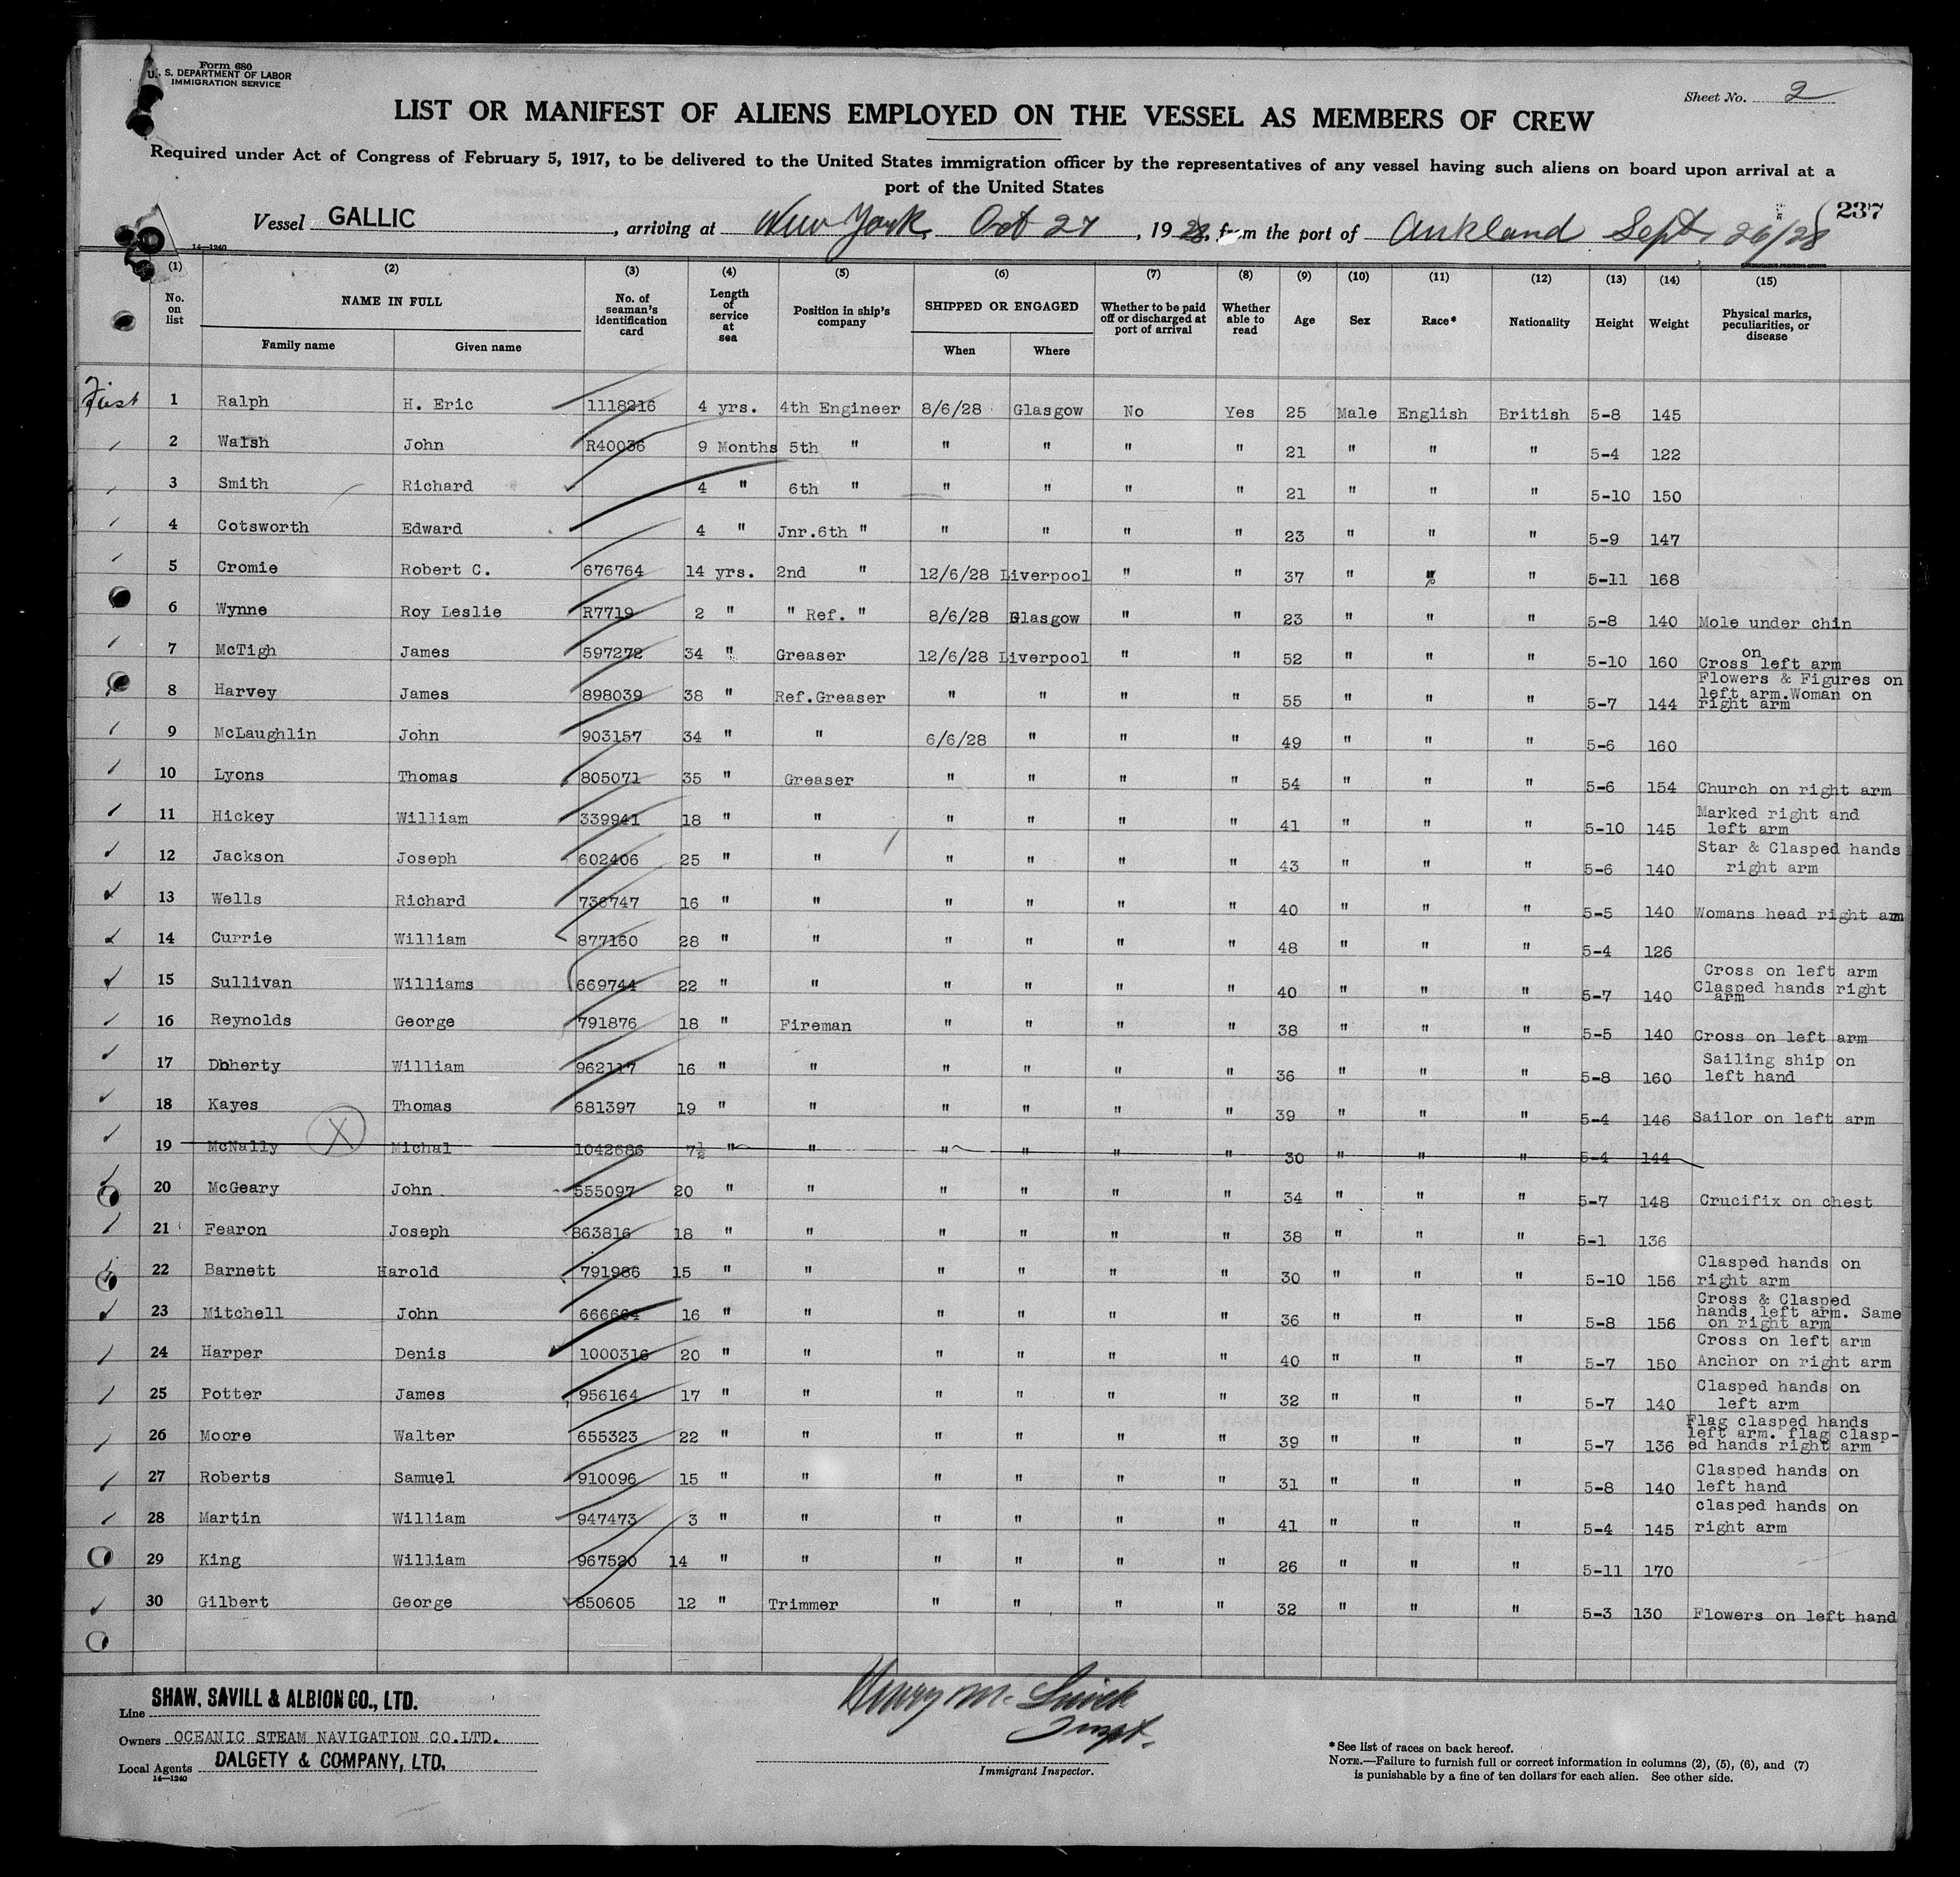 Form 680
U. S. DEPARTMENT OF LABOR
IMMIGRATION SERVICE
Sheet No. 2
LIST OR MANIFEST OF ALIENS EMPLOYED ON THE VESSEL AS MEMBERS OF CREW
Required under Act of Congress of February 5, 1917, to be delivered to the United States immigration officer by the representatives of any vessel having such aliens on board upon arrival at a
port of the United States
237
Vessel GALLIC, arriving at New York, Oct 27, 1928, from the port of Aukland Sept. 26/28
14—1240
(1) (2) (3) (4) (5) (6) (7) (8) (9) (10) (11) (12) (13) (14) (15)
No. on list NAME IN FULL Family name Given name No. of seaman's identification card Length of service at sea Position in ship's company SHIPPED OR ENGAGED When Where Whether to be paid off or discharged at port of arrival Whether able to read Age Sex Race* Nationality Height Weight Physical marks, peculiarities, or disease
First 1 Ralph H. Eric 1118216 4 yrs. 4th Engineer 8/6/28 Glasgow No Yes 25 Male English British 5-8 145
2 Walsh John R40036 9 Months 5th " " " " " 21 " " " 5-4 122
3 Smith Richard 4 " 6th " " " " " 21 " " " 5-10 150
4 Cotsworth Edward 4 " Jnr.6th " " " " " 23 " " " 5-9 147
5 Cromie Robert C. 676764 14 yrs. 2nd " 12/6/28 Liverpool " " 37 " " " 5-11 168
6 Wynne Roy Leslie R7719 2 " " Ref. " 8/6/28 Glasgow " " 23 " " " 5-8 140 Mole under chin
7 McTigh James 597272 34 " Greaser 12/6/28 Liverpool " " 52 " " " 5-10 160 Cross on left arm
8 Harvey James 898039 38 " Ref.Greaser " " " " 55 " " " 5-7 144 Flowers & Figures on left arm.Woman on right arm
9 McLaughlin John 903157 34 " " 6/6/28 " " " 49 " " " 5-6 160
10 Lyons Thomas 805071 35 " Greaser " " " " 54 " " " 5-6 154 Church on right arm
11 Hickey William 339941 18 " " " " " " 41 " " " 5-10 145 Marked right and left arm
12 Jackson Joseph 602406 25 " " " " " " 43 " " " 5-6 140 Star & Clasped hands right arm
13 Wells Richard 736747 16 " " " " " " 40 " " " 5-5 140 Womans head right arm
14 Currie William 877160 28 " " " " " " 48 " " " 5-4 126
15 Sullivan Williams 669744 22 " " " " " " 40 " " " 5-7 140 Cross on left arm Clasped hands right arm
16 Reynolds George 791876 18 " Fireman " " " " 38 " " " 5-5 140 Cross on left arm
17 Doherty William 962117 16 " " " " " " 36 " " " 5-8 160 Sailing ship on left hand
18 Kayes Thomas 681397 19 " " " " " " 39 " " " 5-4 146 Sailor on left arm
19 McNally X Michal 1042686 7½ " " " " " " 30 " " " 5-4 144
20 McGeary John 555097 20 " " " " " " 34 " " " 5-7 148 Crucifix on chest
21 Fearon Joseph 863816 18 " " " " " " 38 " " " 5-1 136
22 Barnett Harold 791986 15 " " " " " " 30 " " " 5-10 156 Clasped hands on right arm
23 Mitchell John 666664 16 " " " " " " 36 " " " 5-8 156 Cross & Clasped hands left arm. Same on right arm
24 Harper Denis 1000316 20 " " " " " " 40 " " " 5-7 150 Cross on left arm Anchor on right arm
25 Potter James 956164 17 " " " " " " 32 " " " 5-7 140 Clasped hands on left arm
26 Moore Walter 655323 22 " " " " " " 39 " " " 5-7 136 Flag clasped hands left arm. flag clasp-ed hands right arm
27 Roberts Samuel 910096 15 " " " " " " 31 " " " 5-8 140 Clasped hands on left hand
28 Martin William 947473 3 " " " " " " 41 " " " 5-4 145 clasped hands on right arm
29 King William 967520 14 " " " " " " 26 " " " 5-11 170
30 Gilbert George 850605 12 " Trimmer " " " " 32 " " " 5-3 130 Flowers on left hand
Line SHAW, SAVILL & ALBION CO., LTD.
Owners OCEANIC STEAM NAVIGATION CO.LTD.
Local Agents DALGETY & COMPANY, LTD.
14—1240
Henry M.
Inspt.
Immigrant Inspector.
*See list of races on back hereof.
NOTE.—Failure to furnish full or correct information in columns (2), (5), (6), and (7)
is punishable by a fine of ten dollars for each alien. See other side.